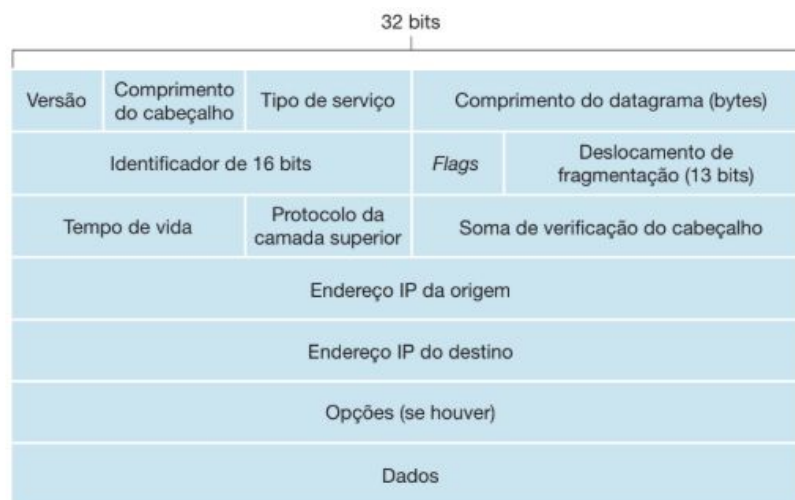 32 bits
Versão
Comprimento
do cabeçalho
Tipo de serviço
Comprimento do datagrama (bytes)
Identificador de 16 bits
Flags
Deslocamento de
fragmentação (13 bits)
Tempo de vida
Protocolo da
camada superior
Soma de verificação do cabeçalho
Endereço IP da origem
Endereço IP do destino
Opções (se houver)
Dados